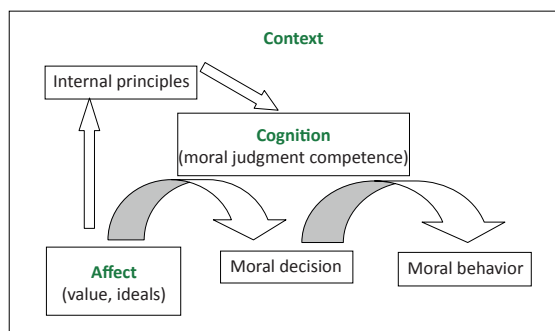 Context
Internal principles
Cognition
(moral judgment competence)
Affect
(value, ideals)
Moral decision
Moral behavior